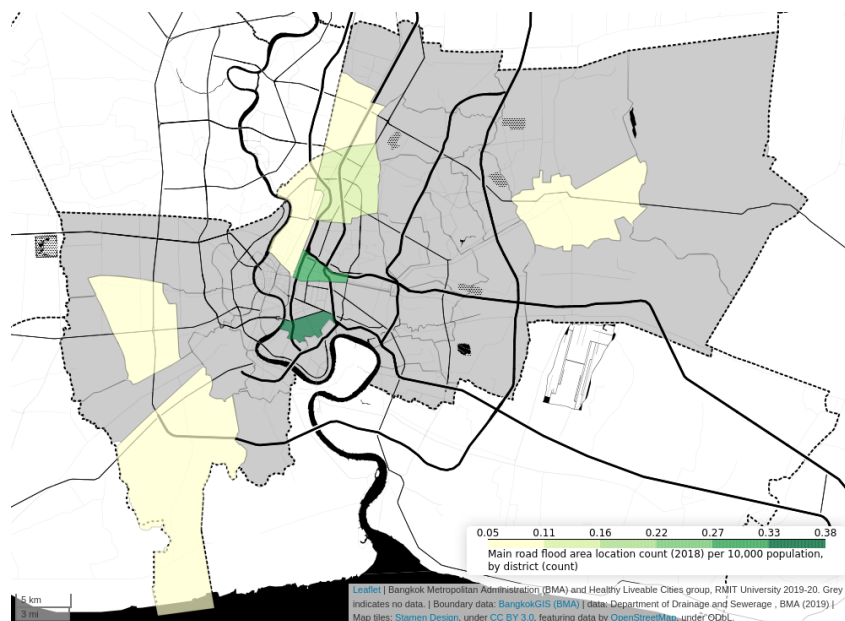 0.05 0.11 0.16 0.22 0.27 0.33 0.38
Main road flood area location count (2018) per 10,000 population,
by district (count)
5 km
3 mi
Leaflet | Bangkok Metropolitan Administration (BMA) and Healthy Liveable Cities group, RMIT University 2019-20. Grey
indicates no data. | Boundary data: BangkokGIS (BMA) | data: Department of Drainage and Sewerage , BMA (2019) |
Map tiles: Stamen Design, under CC BY 3.0, featuring data by OpenStreetMap, under ODbL.